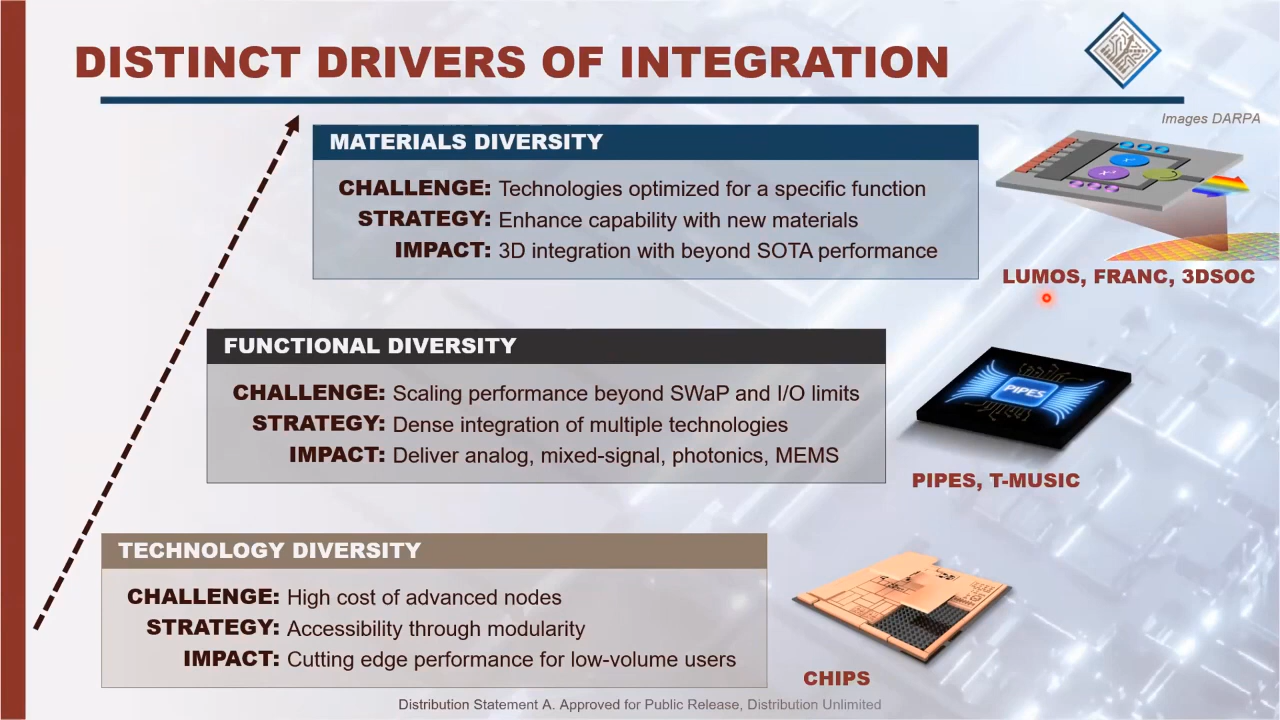 DISTINCT DRIVERS OF INTEGRATION
Images DARPA
MATERIALS DIVERSITY
CHALLENGE: Technologies optimized for a specific function
STRATEGY: Enhance capability with new materials
IMPACT: 3D integration with beyond SOTA performance
LUMOS, FRANC, 3DSOC
FUNCTIONAL DIVERSITY
CHALLENGE: Scaling performance beyond SWaP and I/O limits
STRATEGY: Dense integration of multiple technologies
IMPACT: Deliver analog, mixed-signal, photonics, MEMS
PIPES
PIPES, T-MUSIC
TECHNOLOGY DIVERSITY
CHALLENGE: High cost of advanced nodes
STRATEGY: Accessibility through modularity
IMPACT: Cutting edge performance for low-volume users
CHIPS
Distribution Statement A. Approved for Public Release, Distribution Unlimited